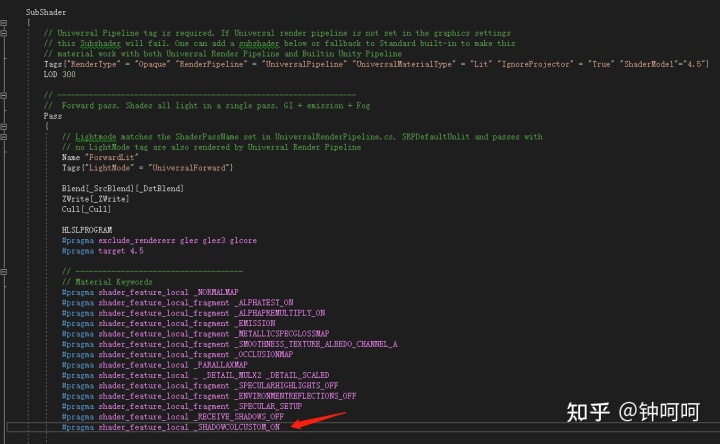 SubShader
{
// Universal Pipeline tag is required. If Universal render pipeline is not set in the graphics settings
// this Subshader will fail. One can add a subshader below or fallback to Standard built-in to make this
// material work with both Universal Render Pipeline and Builtin Unity Pipeline
Tags{"RenderType" = "Opaque" "RenderPipeline" = "UniversalPipeline" "UniversalMaterialType" = "Lit" "IgnoreProjector" = "True" "ShaderModel"="4.5"}
LOD 300
// ------------------------------------------------------------------
//  Forward pass. Shades all light in a single pass. GI + emission + Fog
Pass
{
// Lightmode matches the ShaderPassName set in UniversalRenderPipeline.cs. SRPDefaultUnlit and passes with
// no LightMode tag are also rendered by Universal Render Pipeline
Name "ForwardLit"
Tags{"LightMode" = "UniversalForward"}
Blend[_SrcBlend][_DstBlend]
ZWrite[_ZWrite]
Cull[_Cull]
HLSLPROGRAM
#pragma exclude_renderers gles gles3 glcore
#pragma target 4.5
// -------------------------------------
// Material Keywords
#pragma shader_feature_local _NORMALMAP
#pragma shader_feature_local_fragment _ALPHATEST_ON
#pragma shader_feature_local_fragment _ALPHAPREMULTIPLY_ON
#pragma shader_feature_local_fragment _EMISSION
#pragma shader_feature_local_fragment _METALLICSPECGLOSSMAP
#pragma shader_feature_local_fragment _SMOOTHNESS_TEXTURE_ALBEDO_CHANNEL_A
#pragma shader_feature_local_fragment _OCCLUSIONMAP
#pragma shader_feature_local _PARALLAXMAP
#pragma shader_feature_local _ _DETAIL_MULX2 _DETAIL_SCALED
#pragma shader_feature_local_fragment _SPECULARHIGHLIGHTS_OFF
#pragma shader_feature_local_fragment _ENVIRONMENTREFLECTIONS_OFF
#pragma shader_feature_local_fragment _SPECULAR_SETUP
#pragma shader_feature_local _RECEIVE_SHADOWS_OFF
#pragma shader_feature_local _SHADOWCOLCUSTOM_ON
知乎 @钟呵呵